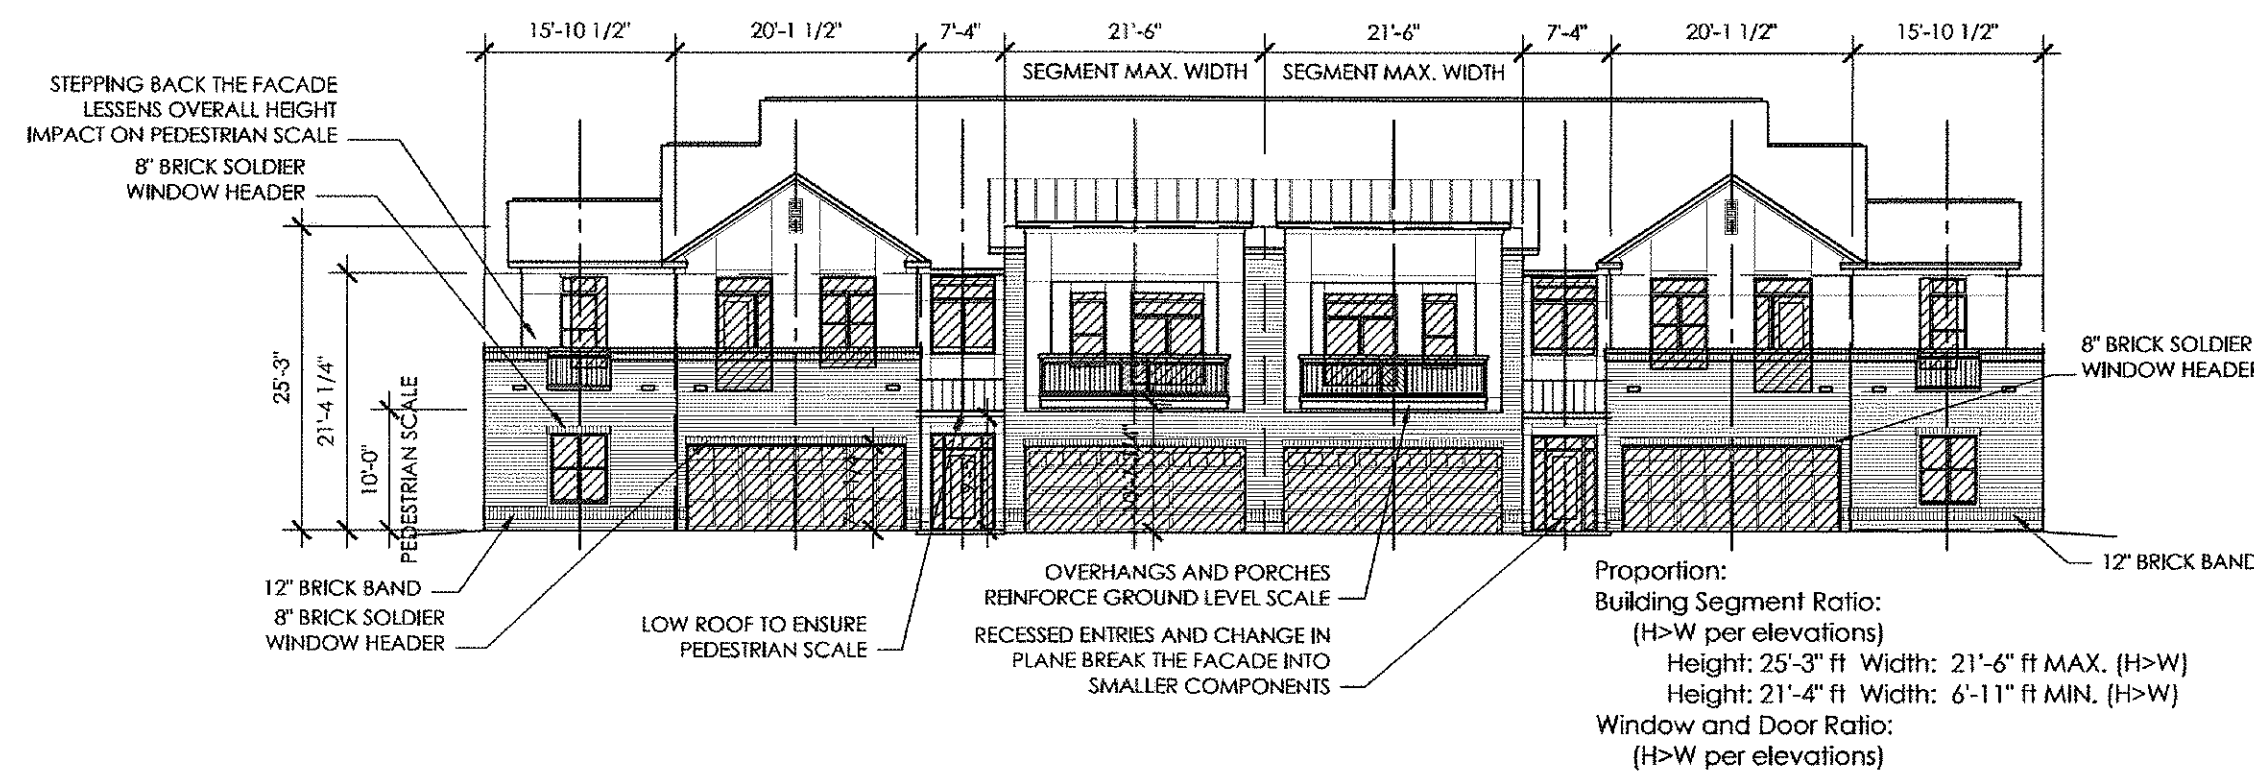 15'-10 1/2" 20'-1 1/2" 7'-4" 21'-6" 21'-6" 7'-4" 20'-1 1/2" 15'-10 1/2"
SEGMENT MAX. WIDTH SEGMENT MAX. WIDTH
STEPPING BACK THE FACADE
LESSENS OVERALL HEIGHT
IMPACT ON PEDESTRIAN SCALE
8" BRICK SOLDIER
WINDOW HEADER
25'-3"
21'-4 1/4"
10'-0"
PEDESTRIAN SCALE
8" BRICK SOLDIER
WINDOW HEADER
12" BRICK BAND
8" BRICK SOLDIER
WINDOW HEADER
LOW ROOF TO ENSURE
PEDESTRIAN SCALE
OVERHANGS AND PORCHES
REINFORCE GROUND LEVEL SCALE
RECESSED ENTRIES AND CHANGE IN
PLANE BREAK THE FACADE INTO
SMALLER COMPONENTS
12" BRICK BAND
Proportion:
Building Segment Ratio:
(H>W per elevations)
Height: 25'-3" ft Width: 21'-6" ft MAX. (H>W)
Height: 21'-4" ft Width: 6'-11" ft MIN. (H>W)
Window and Door Ratio:
(H>W per elevations)